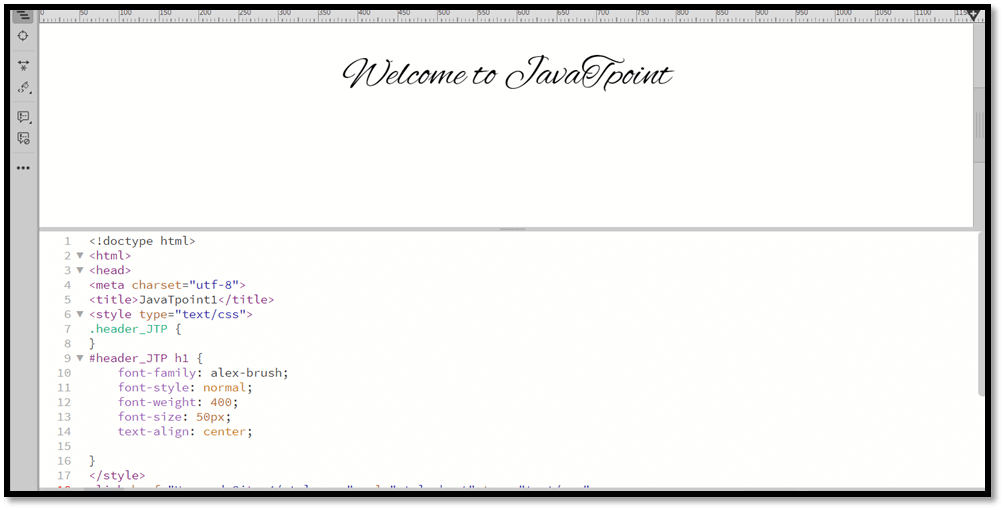 0 50 100 150 200 250 300 350 400 450 500 550 600 650 700 750 800 850 900 950 1000 1050 1100
Welcome to JavaTpoint
1 <!doctype html>
2 <html>
3 <head>
4 <meta charset="utf-8">
5 <title>JavaTpoint1</title>
6 <style type="text/css">
7 .header_JTP {
8 }
9 #header_JTP h1 {
10 font-family: alex-brush;
11 font-style: normal;
12 font-weight: 400;
13 font-size: 50px;
14 text-align: center;
15
16 }
17 </style>